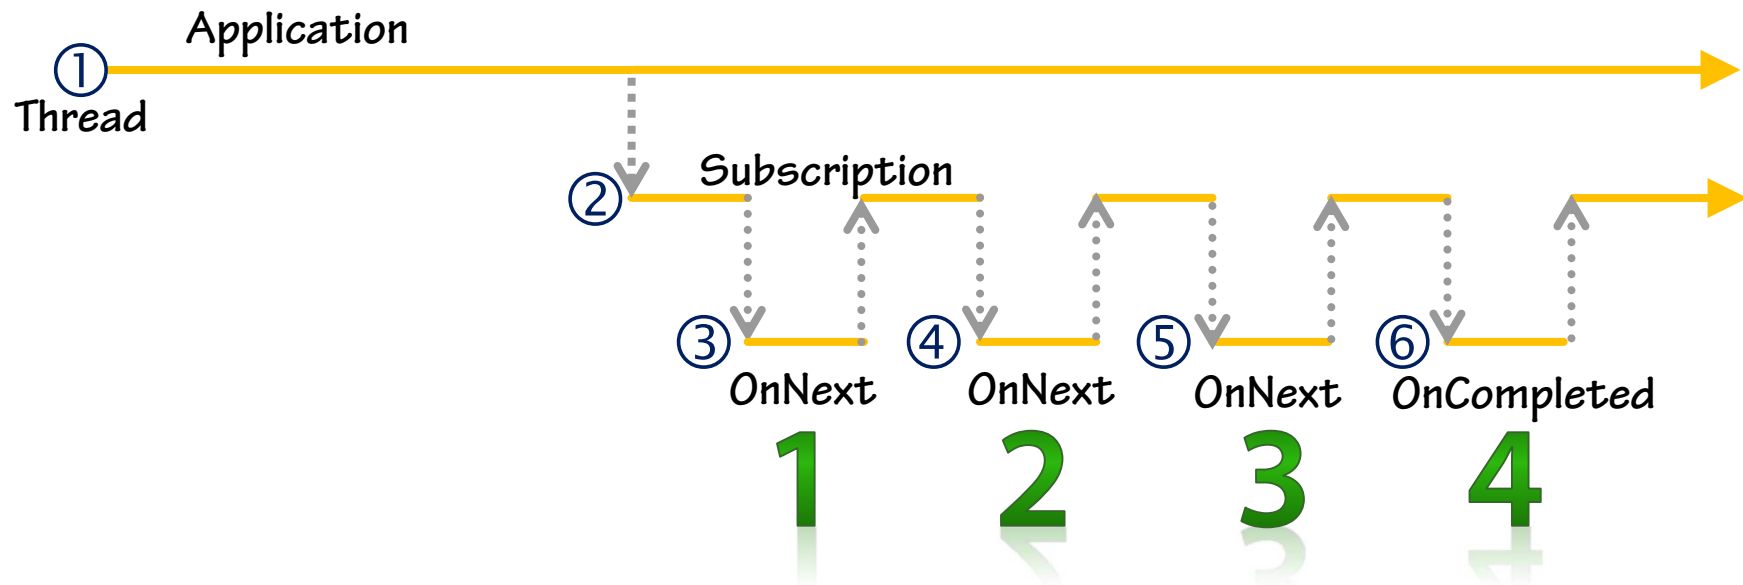 Application
①
Thread
Subscription
②
③ ④ ⑤ ⑥
OnNext OnNext OnNext OnCompleted
1 2 3 4